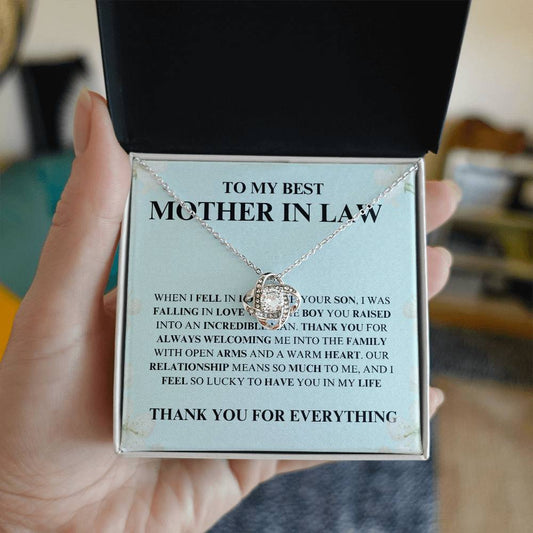 TO MY BEST
MOTHER IN LAW
WHEN I FELL IN YOUR SON, I WAS
FALLING IN LOVE BOY YOU RAISED
INTO AN INCREDIBLE THANK YOU FOR
ALWAYS WELCOMING ME INTO THE FAMILY
WITH OPEN ARMS AND A WARM HEART. OUR
RELATIONSHIP MEANS SO MUCH TO ME, AND I
FEEL SO LUCKY TO HAVE YOU IN MY LIFE
THANK YOU FOR EVERYTHING